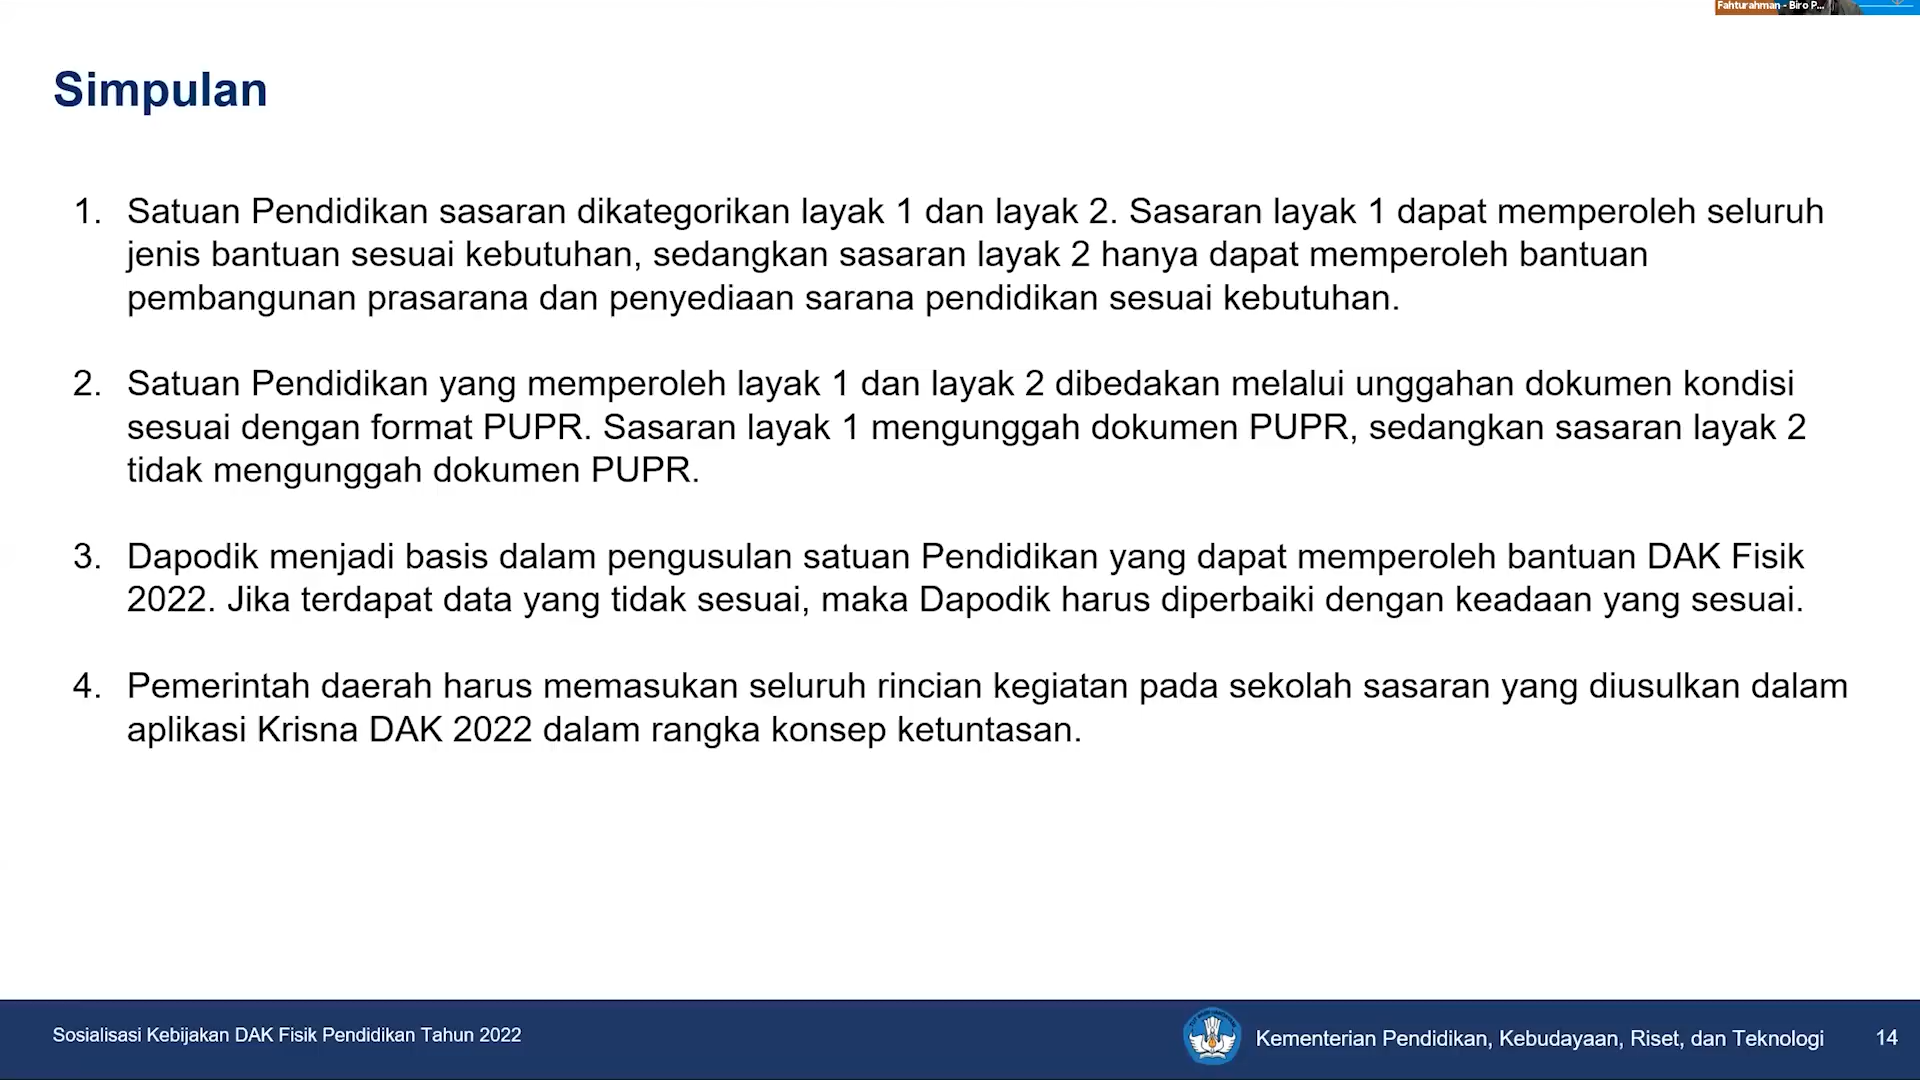 Fahturahman - Biro P...
Simpulan
1. Satuan Pendidikan sasaran dikategorikan layak 1 dan layak 2. Sasaran layak 1 dapat memperoleh seluruh
jenis bantuan sesuai kebutuhan, sedangkan sasaran layak 2 hanya dapat memperoleh bantuan
pembangunan prasarana dan penyediaan sarana pendidikan sesuai kebutuhan.
2. Satuan Pendidikan yang memperoleh layak 1 dan layak 2 dibedakan melalui unggahan dokumen kondisi
sesuai dengan format PUPR. Sasaran layak 1 mengunggah dokumen PUPR, sedangkan sasaran layak 2
tidak mengunggah dokumen PUPR.
3. Dapodik menjadi basis dalam pengusulan satuan Pendidikan yang dapat memperoleh bantuan DAK Fisik
2022. Jika terdapat data yang tidak sesuai, maka Dapodik harus diperbaiki dengan keadaan yang sesuai.
4. Pemerintah daerah harus memasukan seluruh rincian kegiatan pada sekolah sasaran yang diusulkan dalam
aplikasi Krisna DAK 2022 dalam rangka konsep ketuntasan.
Sosialisasi Kebijakan DAK Fisik Pendidikan Tahun 2022
Kementerian Pendidikan, Kebudayaan, Riset, dan Teknologi
14